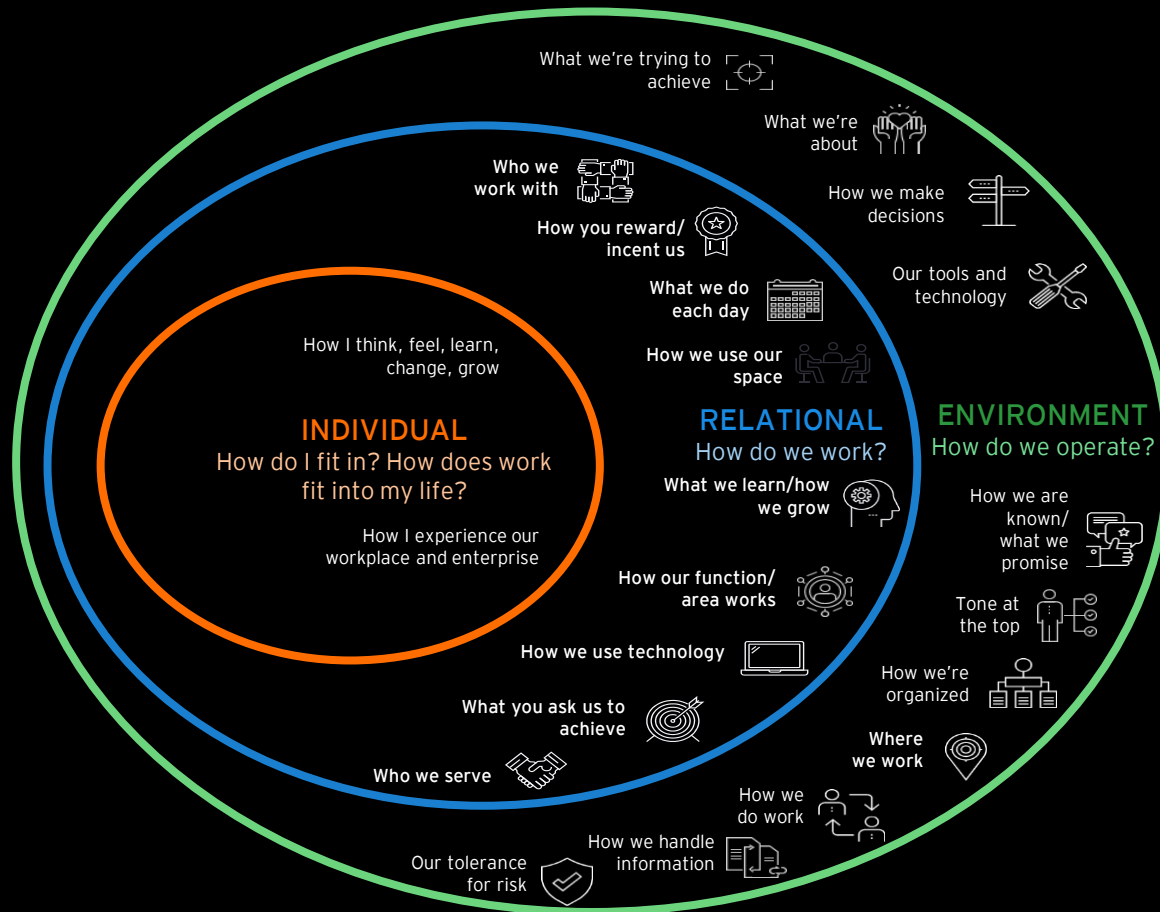 What we're trying to
achieve
What we're
about
How we make
decisions
Our tools and
technology
ENVIRONMENT
How do we operate?
How we are
known/
what we
promise
Tone at
the top
How we're
organized
Where
we work
How we
do work
How we handle
information
Our tolerance
for risk
Who we
work with
How you reward/
incent us
What we do
each day
How we use our
space
RELATIONAL
How do we work?
What we learn/how
we grow
How our function/
area works
How we use technology
What you ask us to
achieve
Who we serve
How I think, feel, learn,
change, grow
INDIVIDUAL
How do I fit in? How does work
fit into my life?
How I experience our
workplace and enterprise